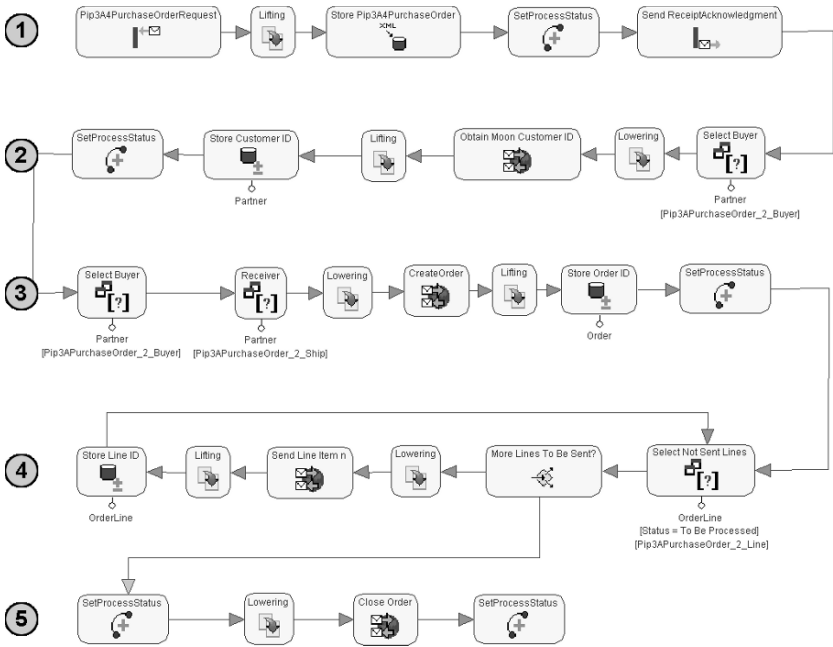 1
Pip3A4PurchaseOrderRequest
Lifting
Store Pip3A4PurchaseOrder
XML
SetProcessStatus
Send ReceiptAcknowledgment
2
SetProcessStatus
Store Customer ID
Partner
Lifting
Obtain Moon Customer ID
Lowering
Select Buyer
[?]
Partner
[Pip3APurchaseOrder_2_Buyer]
3
Select Buyer
[?]
Partner
[Pip3APurchaseOrder_2_Buyer]
Receiver
[?]
Partner
[Pip3APurchaseOrder_2_Ship]
Lowering
CreateOrder
Lifting
Store Order ID
Order
SetProcessStatus
4
Store Line ID
OrderLine
Lifting
Send Line Item n
Lowering
More Lines To Be Sent?
Select Not Sent Lines
[?]
OrderLine
[Status = To Be Processed]
[Pip3APurchaseOrder_2_Line]
5
SetProcessStatus
Lowering
Close Order
SetProcessStatus